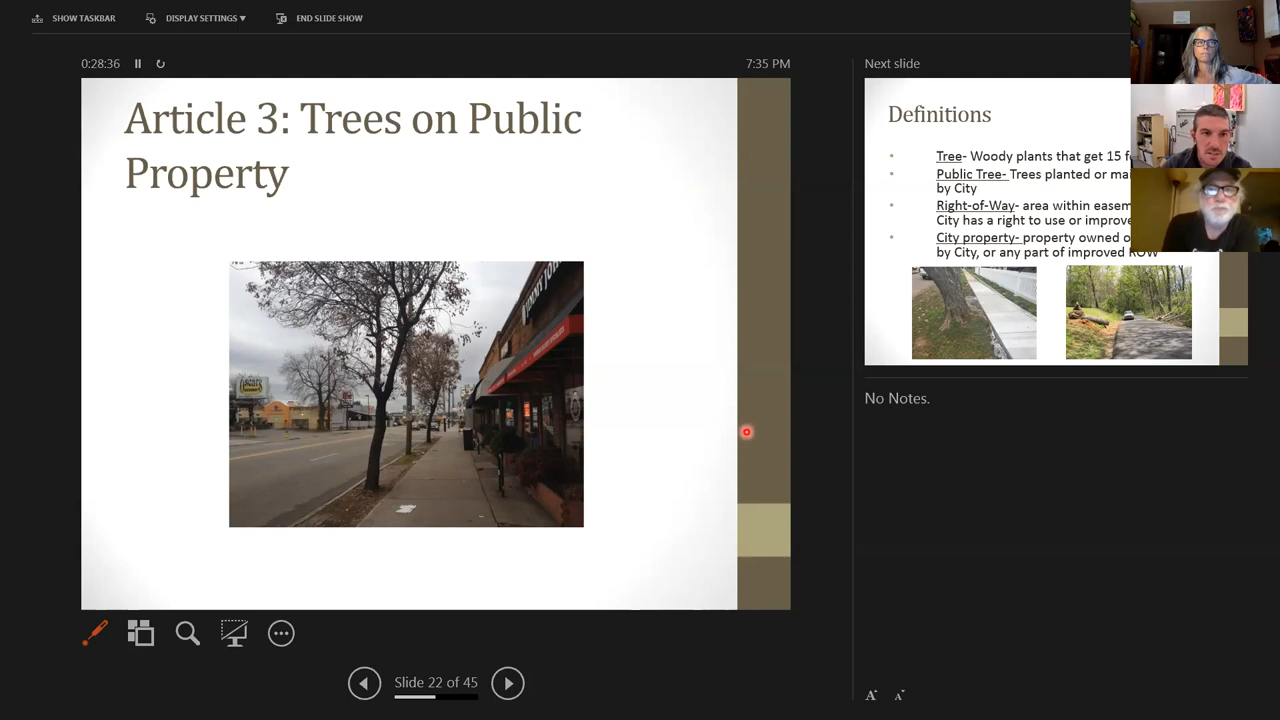 SHOW TASKBAR
DISPLAY SETTINGS ▼
END SLIDE SHOW
0:28:36
7:35 PM
Article 3: Trees on Public
Property
Slide 22 of 45
Next slide
Definitions
• Tree- Woody plants that get 15
• Public Tree- Trees planted or
by City
• Right-of-Way- area within
City has a right to use or
• City property- property owned
by City, or any part of improved ROW
No Notes.
A A